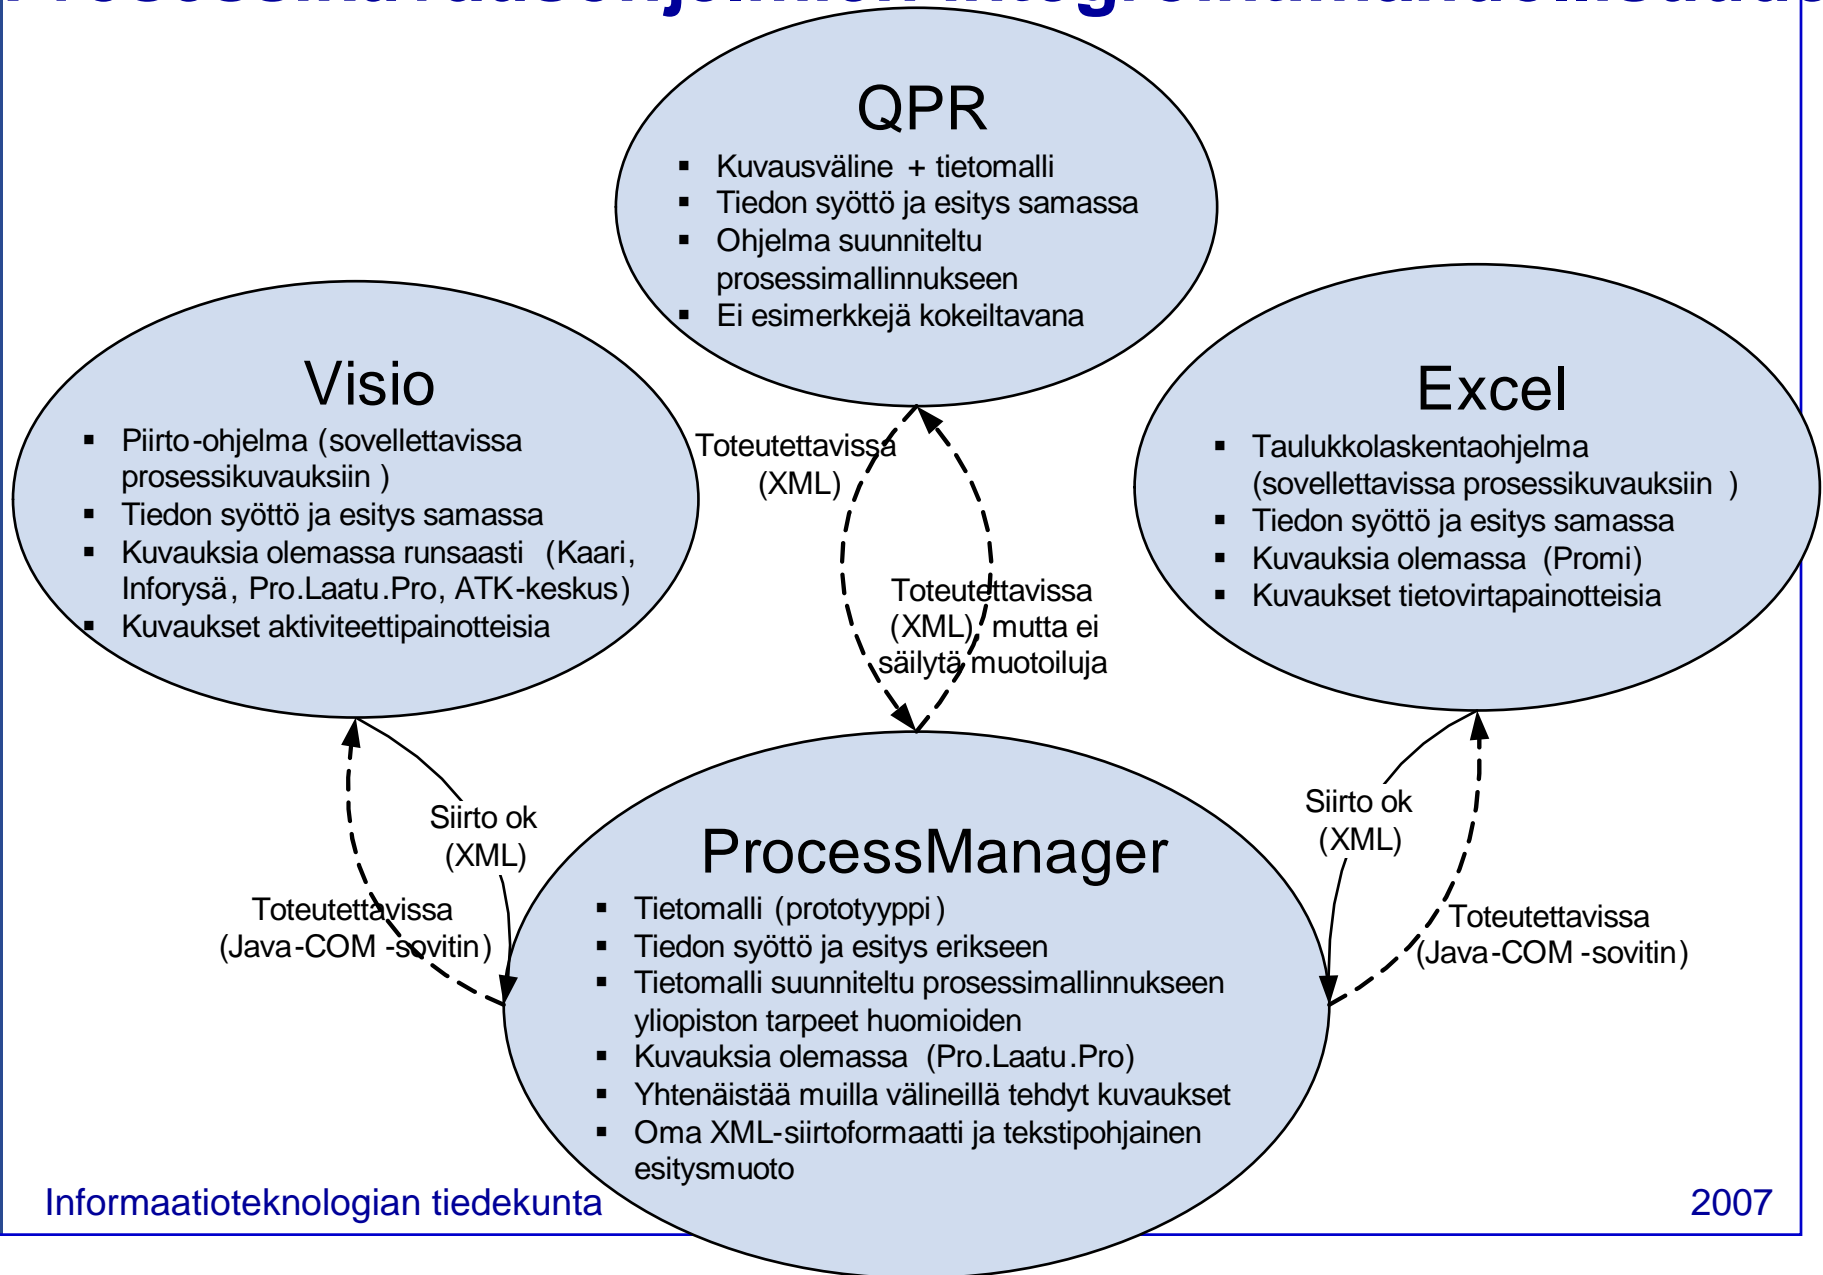 QPR
▪ Kuvausväline + tietomalli
▪ Tiedon syöttö ja esitys samassa
▪ Ohjelma suunniteltu
prosessimallinnukseen
▪ Ei esimerkkejä kokeiltavana
Visio
▪ Piirto-ohjelma (sovellettavissa
prosessikuvauksiin )
▪ Tiedon syöttö ja esitys samassa
▪ Kuvauksia olemassa runsaasti (Kaari,
Inforysä, Pro.Laatu.Pro, ATK-keskus)
▪ Kuvaukset aktiviteettipainotteisia
Excel
▪ Taulukkolaskentaohjelma
(sovellettavissa prosessikuvauksiin )
▪ Tiedon syöttö ja esitys samassa
▪ Kuvauksia olemassa (Promi)
▪ Kuvaukset tietovirtapainotteisia
Toteutettavissa
(XML)
Toteutettavissa
(XML), mutta ei
säilytä muotoiluja
Siirto ok
(XML)
Toteutettavissa
(Java-COM -sovitin)
Siirto ok
(XML)
Toteutettavissa
(Java-COM -sovitin)
ProcessManager
▪ Tietomalli (prototyyppi)
▪ Tiedon syöttö ja esitys erikseen
▪ Tietomalli suunniteltu prosessimallinnukseen
yliopiston tarpeet huomioiden
▪ Kuvauksia olemassa (Pro.Laatu.Pro)
▪ Yhtenäistää muilla välineillä tehdyt kuvaukset
▪ Oma XML-siirtoformaatti ja tekstipohjainen
esitysmuoto
Informaatioteknologian tiedekunta
2007